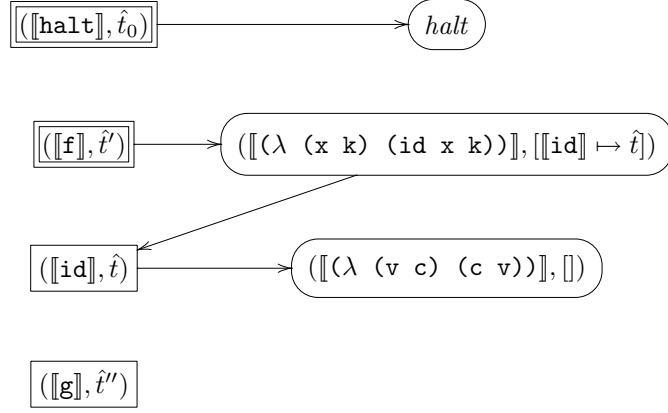 (⟦halt⟧, t̂₀) halt
(⟦f⟧, t̂′) (⟦(λ (x k) (id x k))⟧, [⟦id⟧ ↦ t̂])
(⟦id⟧, t̂) (⟦(λ (v c) (c v))⟧, [])
(⟦g⟧, t̂″)